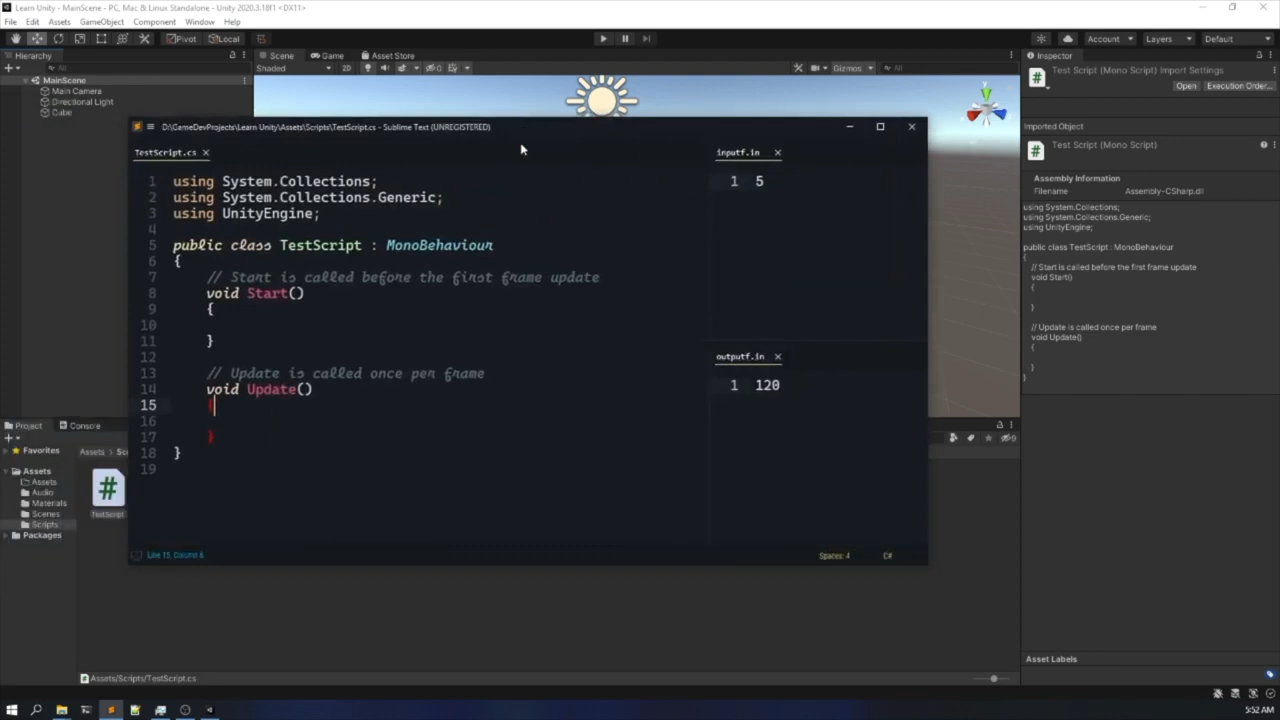 Learn Unity - MainScene - PC, Mac & Linux Standalone - Unity 2020.3.18f1 <DX11>
File Edit Assets GameObject Component Window Help
Pivot Local Account Layers Default
Hierarchy
All
MainScene
Main Camera
Directional Light
Cube
Scene Game Asset Store
Shaded 2D 0 Gizmos All
D:\GameDevProjects\Learn Unity\Assets\Scripts\TestScript.cs - Sublime Text (UNREGISTERED)
TestScript.cs
1 using System.Collections;
2 using System.Collections.Generic;
3 using UnityEngine;
4
5 public class TestScript : MonoBehaviour
6 {
7 // Start is called before the first frame update
8 void Start()
9 {
10
11 }
12
13 // Update is called once per frame
14 void Update()
15 {
16
17 }
18 }
19
inputf.in
1 5
outputf.in
1 120
Line 15, Column 6
Spaces: 4 C#
Inspector
Test Script (Mono Script) Import Settings
Open Execution Order...
Imported Object
Test Script (Mono Script)
Assembly Information
Filename Assembly-CSharp.dll
using System.Collections;
using System.Collections.Generic;
using UnityEngine;
public class TestScript : MonoBehaviour
{
// Start is called before the first frame update
void Start()
{
}
// Update is called once per frame
void Update()
{
}
}
Asset Labels
Project Console
Favorites
Assets
Assets
Audio
Materials
Scenes
Scripts
Packages
Assets
#
TestScript
Assets/Scripts/TestScript.cs
5:52 AM